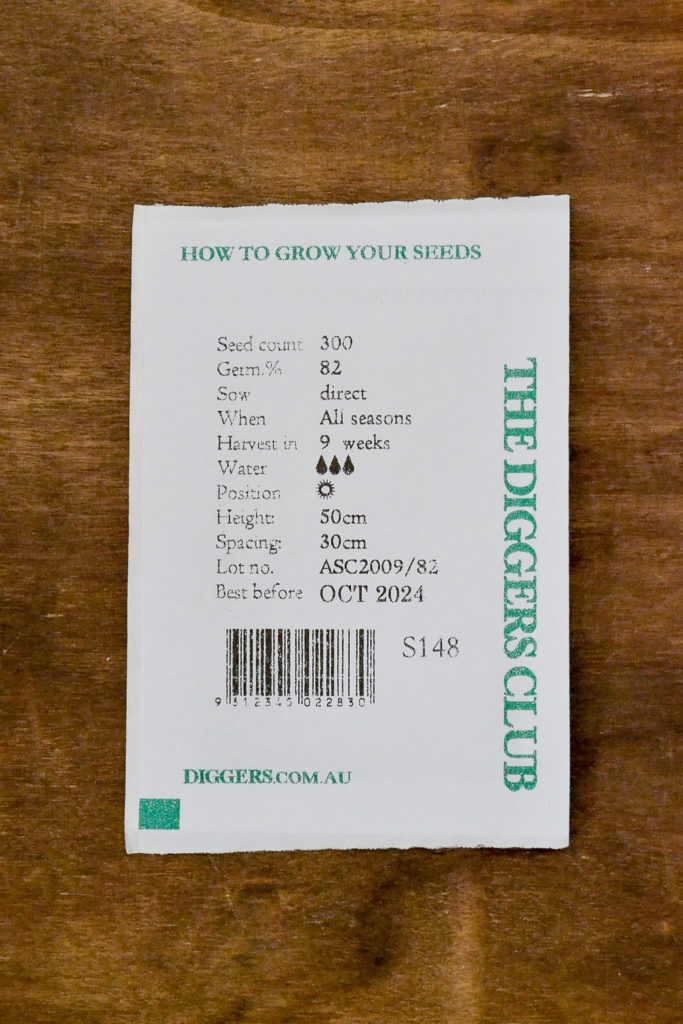 HOW TO GROW YOUR SEEDS
Seed count 300
Germ.% 82
Sow direct
When All seasons
Harvest in 9 weeks
Water
Position
Height: 50cm
Spacing: 30cm
Lot no. ASC2009/82
Best before OCT 2024
S148
9 312345 022830
DIGGERS.COM.AU
THE DIGGERS CLUB